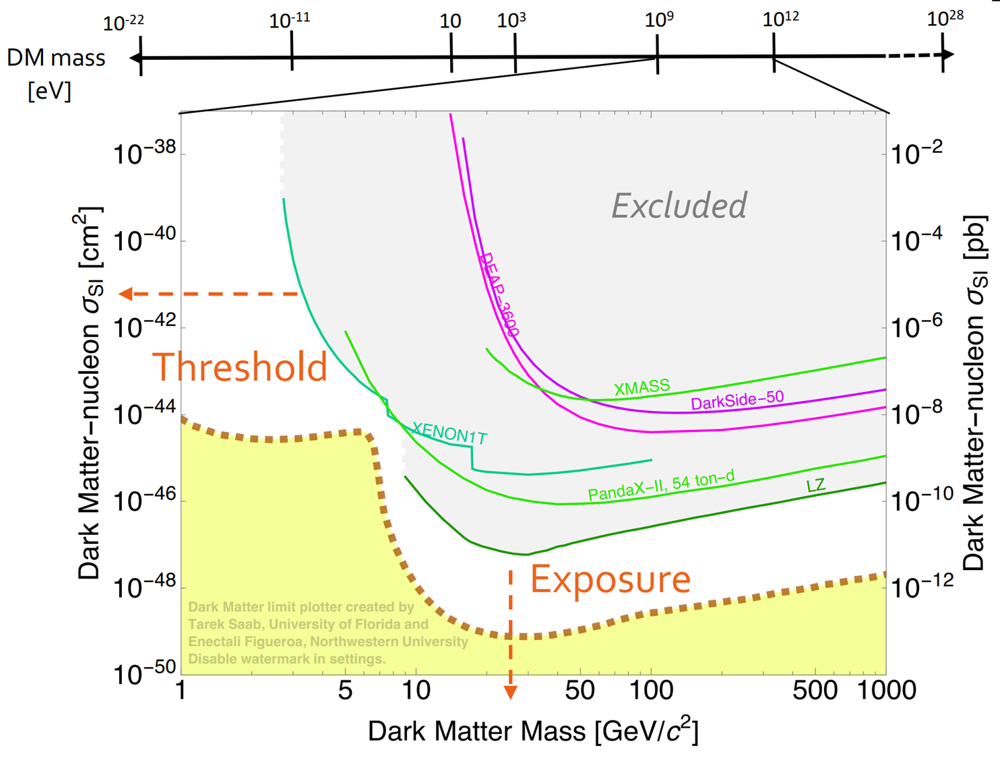 10⁻²² 10⁻¹¹ 10 10³ 10⁹ 10¹² 10²⁸
DM mass
[eV]
Dark Matter−nucleon σSI [cm²]
10⁻³⁸
10⁻⁴⁰
10⁻⁴²
10⁻⁴⁴
10⁻⁴⁶
10⁻⁴⁸
10⁻⁵⁰
Excluded
DEAP−3600
Threshold
XMASS
DarkSide−50
XENON1T
PandaX−II, 54 ton−d
LZ
Exposure
Dark Matter limit plotter created by
Tarek Saab, University of Florida and
Enectali Figueroa, Northwestern University
Disable watermark in settings.
10⁻²
10⁻⁴
10⁻⁶
10⁻⁸
10⁻¹⁰
10⁻¹²
Dark Matter−nucleon σSI [pb]
1 5 10 50 100 500 1000
Dark Matter Mass [GeV/c²]